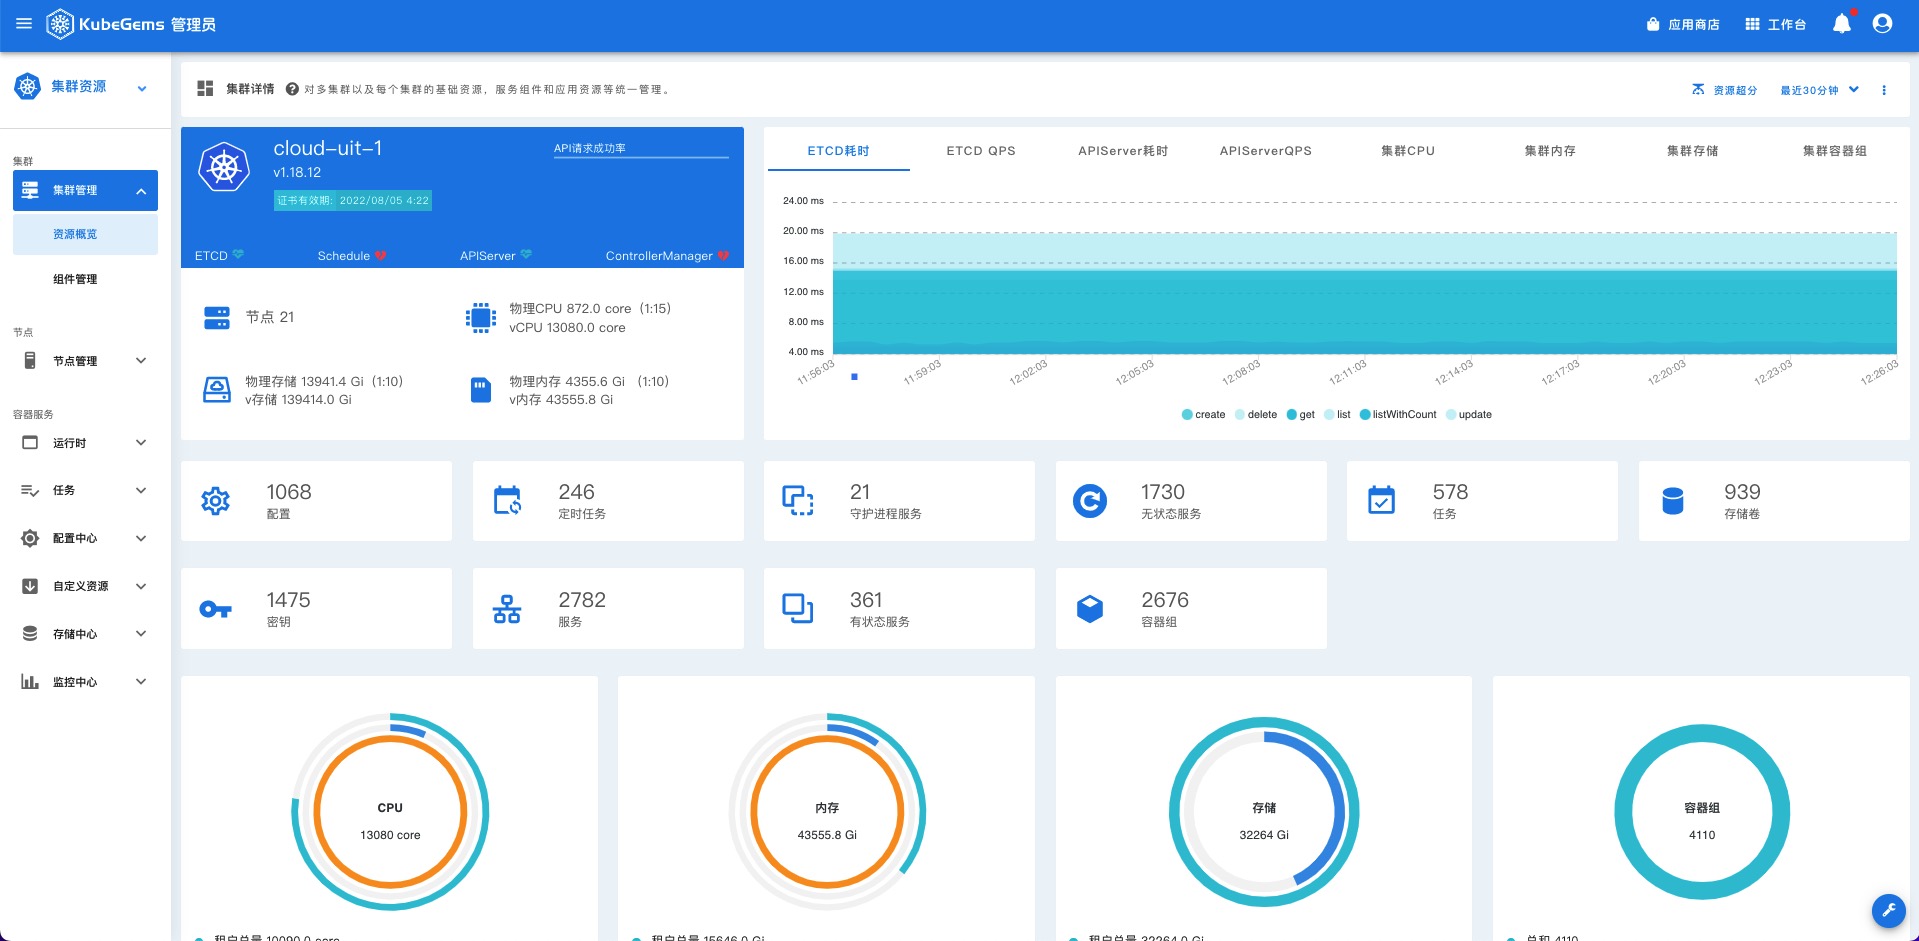 KubeGems 管理员
应用商店
工作台
集群资源
集群详情
对多集群以及每个集群的基础资源，服务组件和应用资源等统一管理。
资源超分
最近30分钟
集群
集群管理
资源概览
组件管理
节点
节点管理
容器服务
运行时
任务
配置中心
自定义资源
存储中心
监控中心
cloud-uit-1
v1.18.12
证书有效期: 2022/08/05 4:22
API请求成功率
ETCD
Schedule
APIServer
ControllerManager
节点 21
物理CPU 872.0 core (1:15)
vCPU 13080.0 core
物理存储 13941.4 Gi (1:10)
v存储 139414.0 Gi
物理内存 4355.6 Gi (1:10)
v内存 43555.8 Gi
ETCD耗时
ETCD QPS
APIServer耗时
APIServerQPS
集群CPU
集群内存
集群存储
集群容器组
24.00 ms
20.00 ms
16.00 ms
12.00 ms
8.00 ms
4.00 ms
11:56:03
11:59:03
12:02:03
12:05:03
12:08:03
12:11:03
12:14:03
12:17:03
12:20:03
12:23:03
12:26:03
create
delete
get
list
listWithCount
update
1068
配置
246
定时任务
21
守护进程服务
1730
无状态服务
578
任务
939
存储卷
1475
密钥
2782
服务
361
有状态服务
2676
容器组
CPU
13080 core
内存
43555.8 Gi
存储
32264 Gi
容器组
4110
租户总量 10090.0 core
租户总量 15646.0 Gi
租户总量 32264.0 Gi
总和 4110